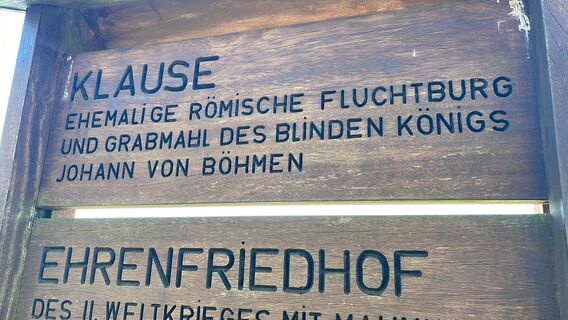 KLAUSE
EHEMALIGE RÖMISCHE FLUCHTBURG
UND GRABMAHL DES BLINDEN KÖNIGS
JOHANN VON BÖHMEN
EHRENFRIEDHOF
DES II. WELTKRIEGES MIT